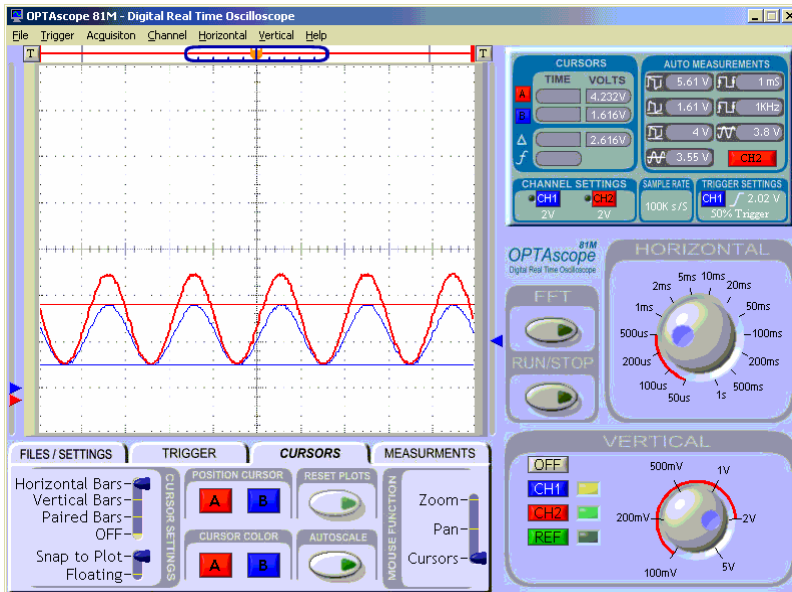 OPTAscope 81M - Digital Real Time Oscilloscope
File Trigger Acquisiton Channel Horizontal Vertical Help
T T
CURSORS
TIME VOLTS
A 4.232V
B 1.616V
Δ 2.616V
f
AUTO MEASUREMENTS
5.61 V 1 mS
1.61 V 1KHz
4 V 3.8 V
3.55 V CH2
CHANNEL SETTINGS
CH1 CH2
2V 2V
SAMPLE RATE
100K s/S
TRIGGER SETTINGS
CH1 2.02 V
50% Trigger
81M
OPTAscope
Digital Real Time Oscilloscope
FFT
RUN/STOP
HORIZONTAL
50us
100us
200us
500us
1ms
2ms
5ms
10ms
20ms
50ms
100ms
200ms
500ms
1s
FILES / SETTINGS TRIGGER CURSORS MEASURMENTS
Horizontal Bars
Vertical Bars
Paired Bars
OFF
Snap to Plot
Floating
CURSOR SETTINGS
POSITION CURSOR
A B
CURSOR COLOR
A B
RESET PLOTS
AUTOSCALE
MOUSE FUNCTION
Zoom
Pan
Cursors
VERTICAL
OFF
CH1
CH2
REF
100mV
200mV
500mV
1V
2V
5V